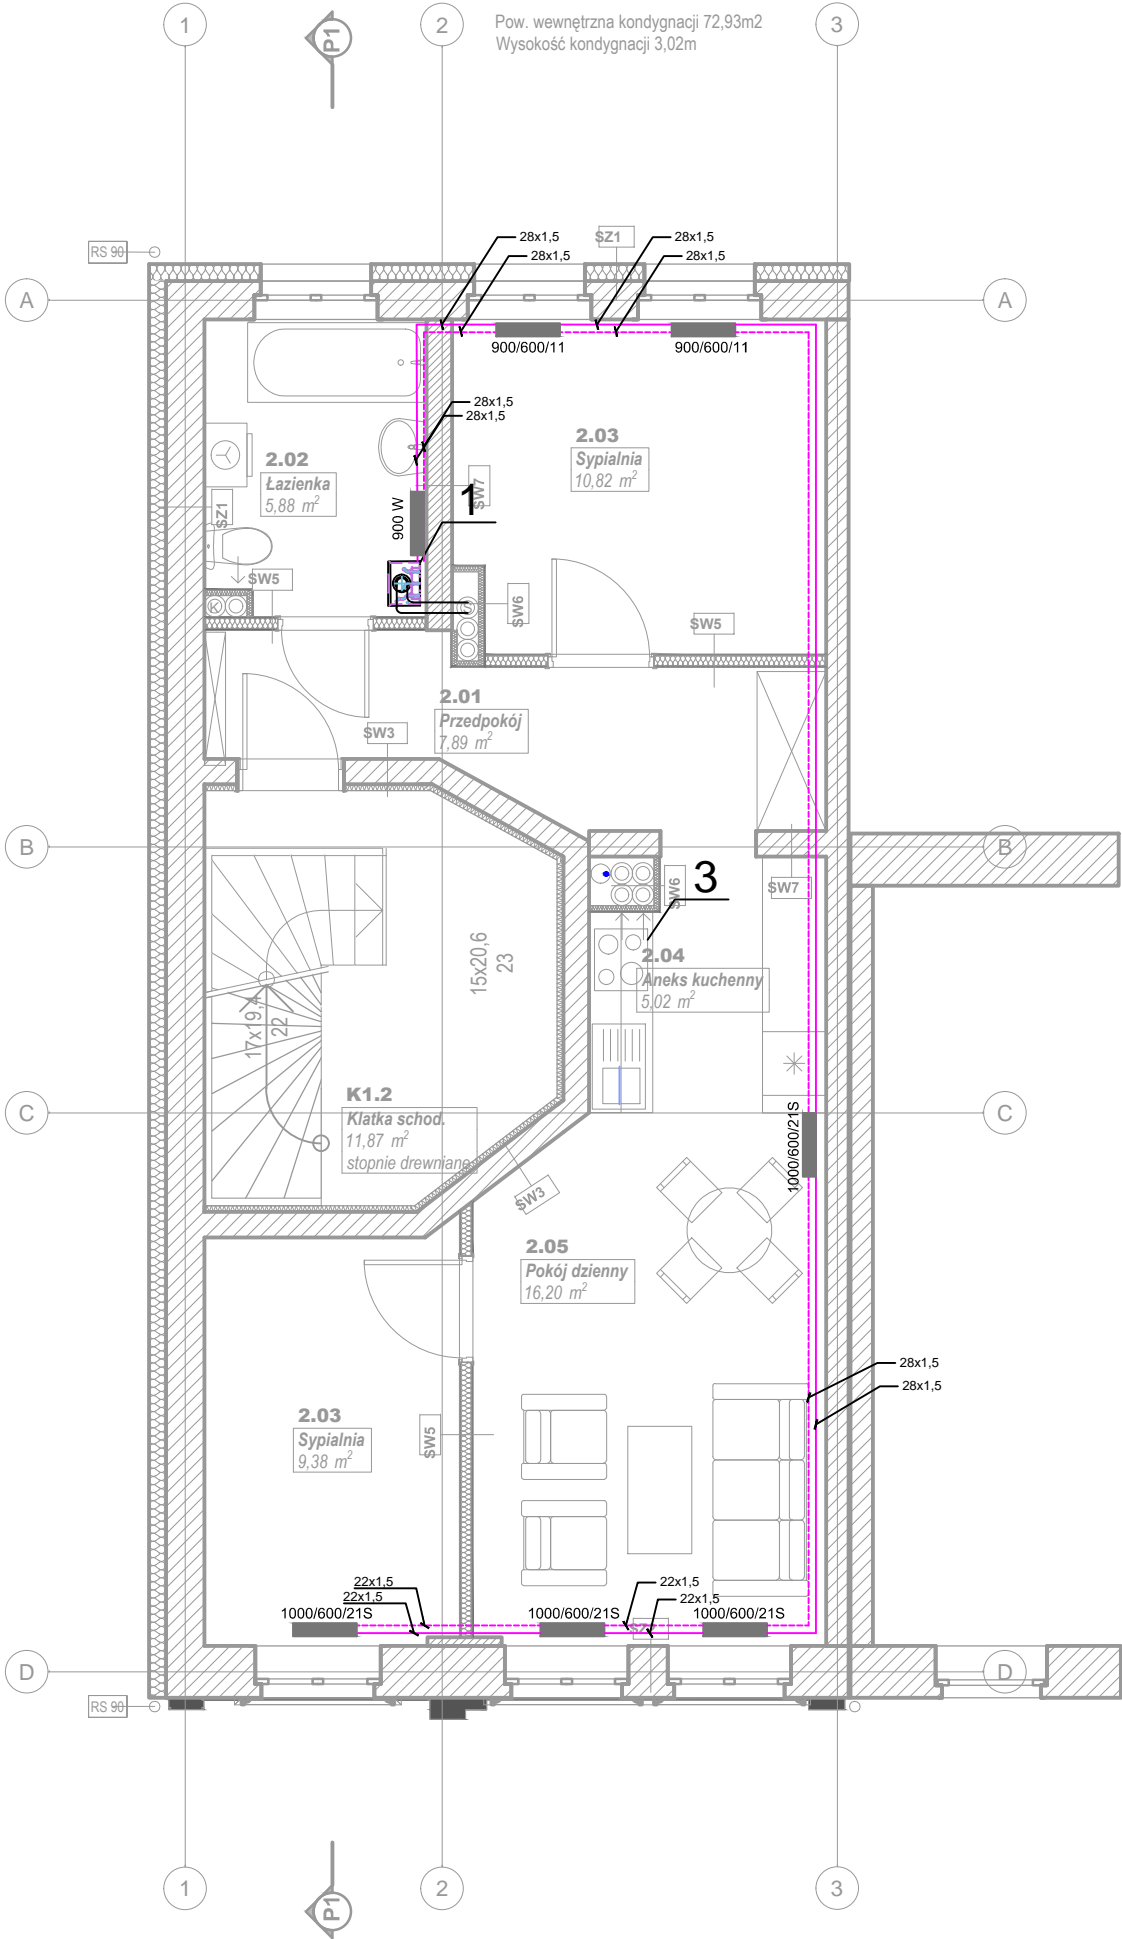 1
2
3
P1
Pow. wewnętrzna kondygnacji 72,93m2
Wysokość kondygnacji 3,02m
RS 90
SZ1
28x1,5
28x1,5
28x1,5
28x1,5
A
A
900/600/11
900/600/11
28x1,5
28x1,5
2.02
Łazienka
5,88 m2
2.03
Sypialnia
10,82 m2
SZ1
900 W
SW7
1
SW5
K
S
SW6
SW5
2.01
Przedpokój
7,89 m2
SW3
B
B
SW6
3
SW7
2.04
Aneks kuchenny
5,02 m2
15x20,6
23
17x19,4
22
K1.2
Klatka schod.
11,87 m2
stopnie drewniane
C
C
1000/600/21S
SW3
2.05
Pokój dzienny
16,20 m2
28x1,5
28x1,5
2.03
Sypialnia
9,38 m2
SW5
22x1,5
22x1,5
22x1,5
22x1,5
1000/600/21S
1000/600/21S
1000/600/21S
D
D
RS 90
1
2
3
P1